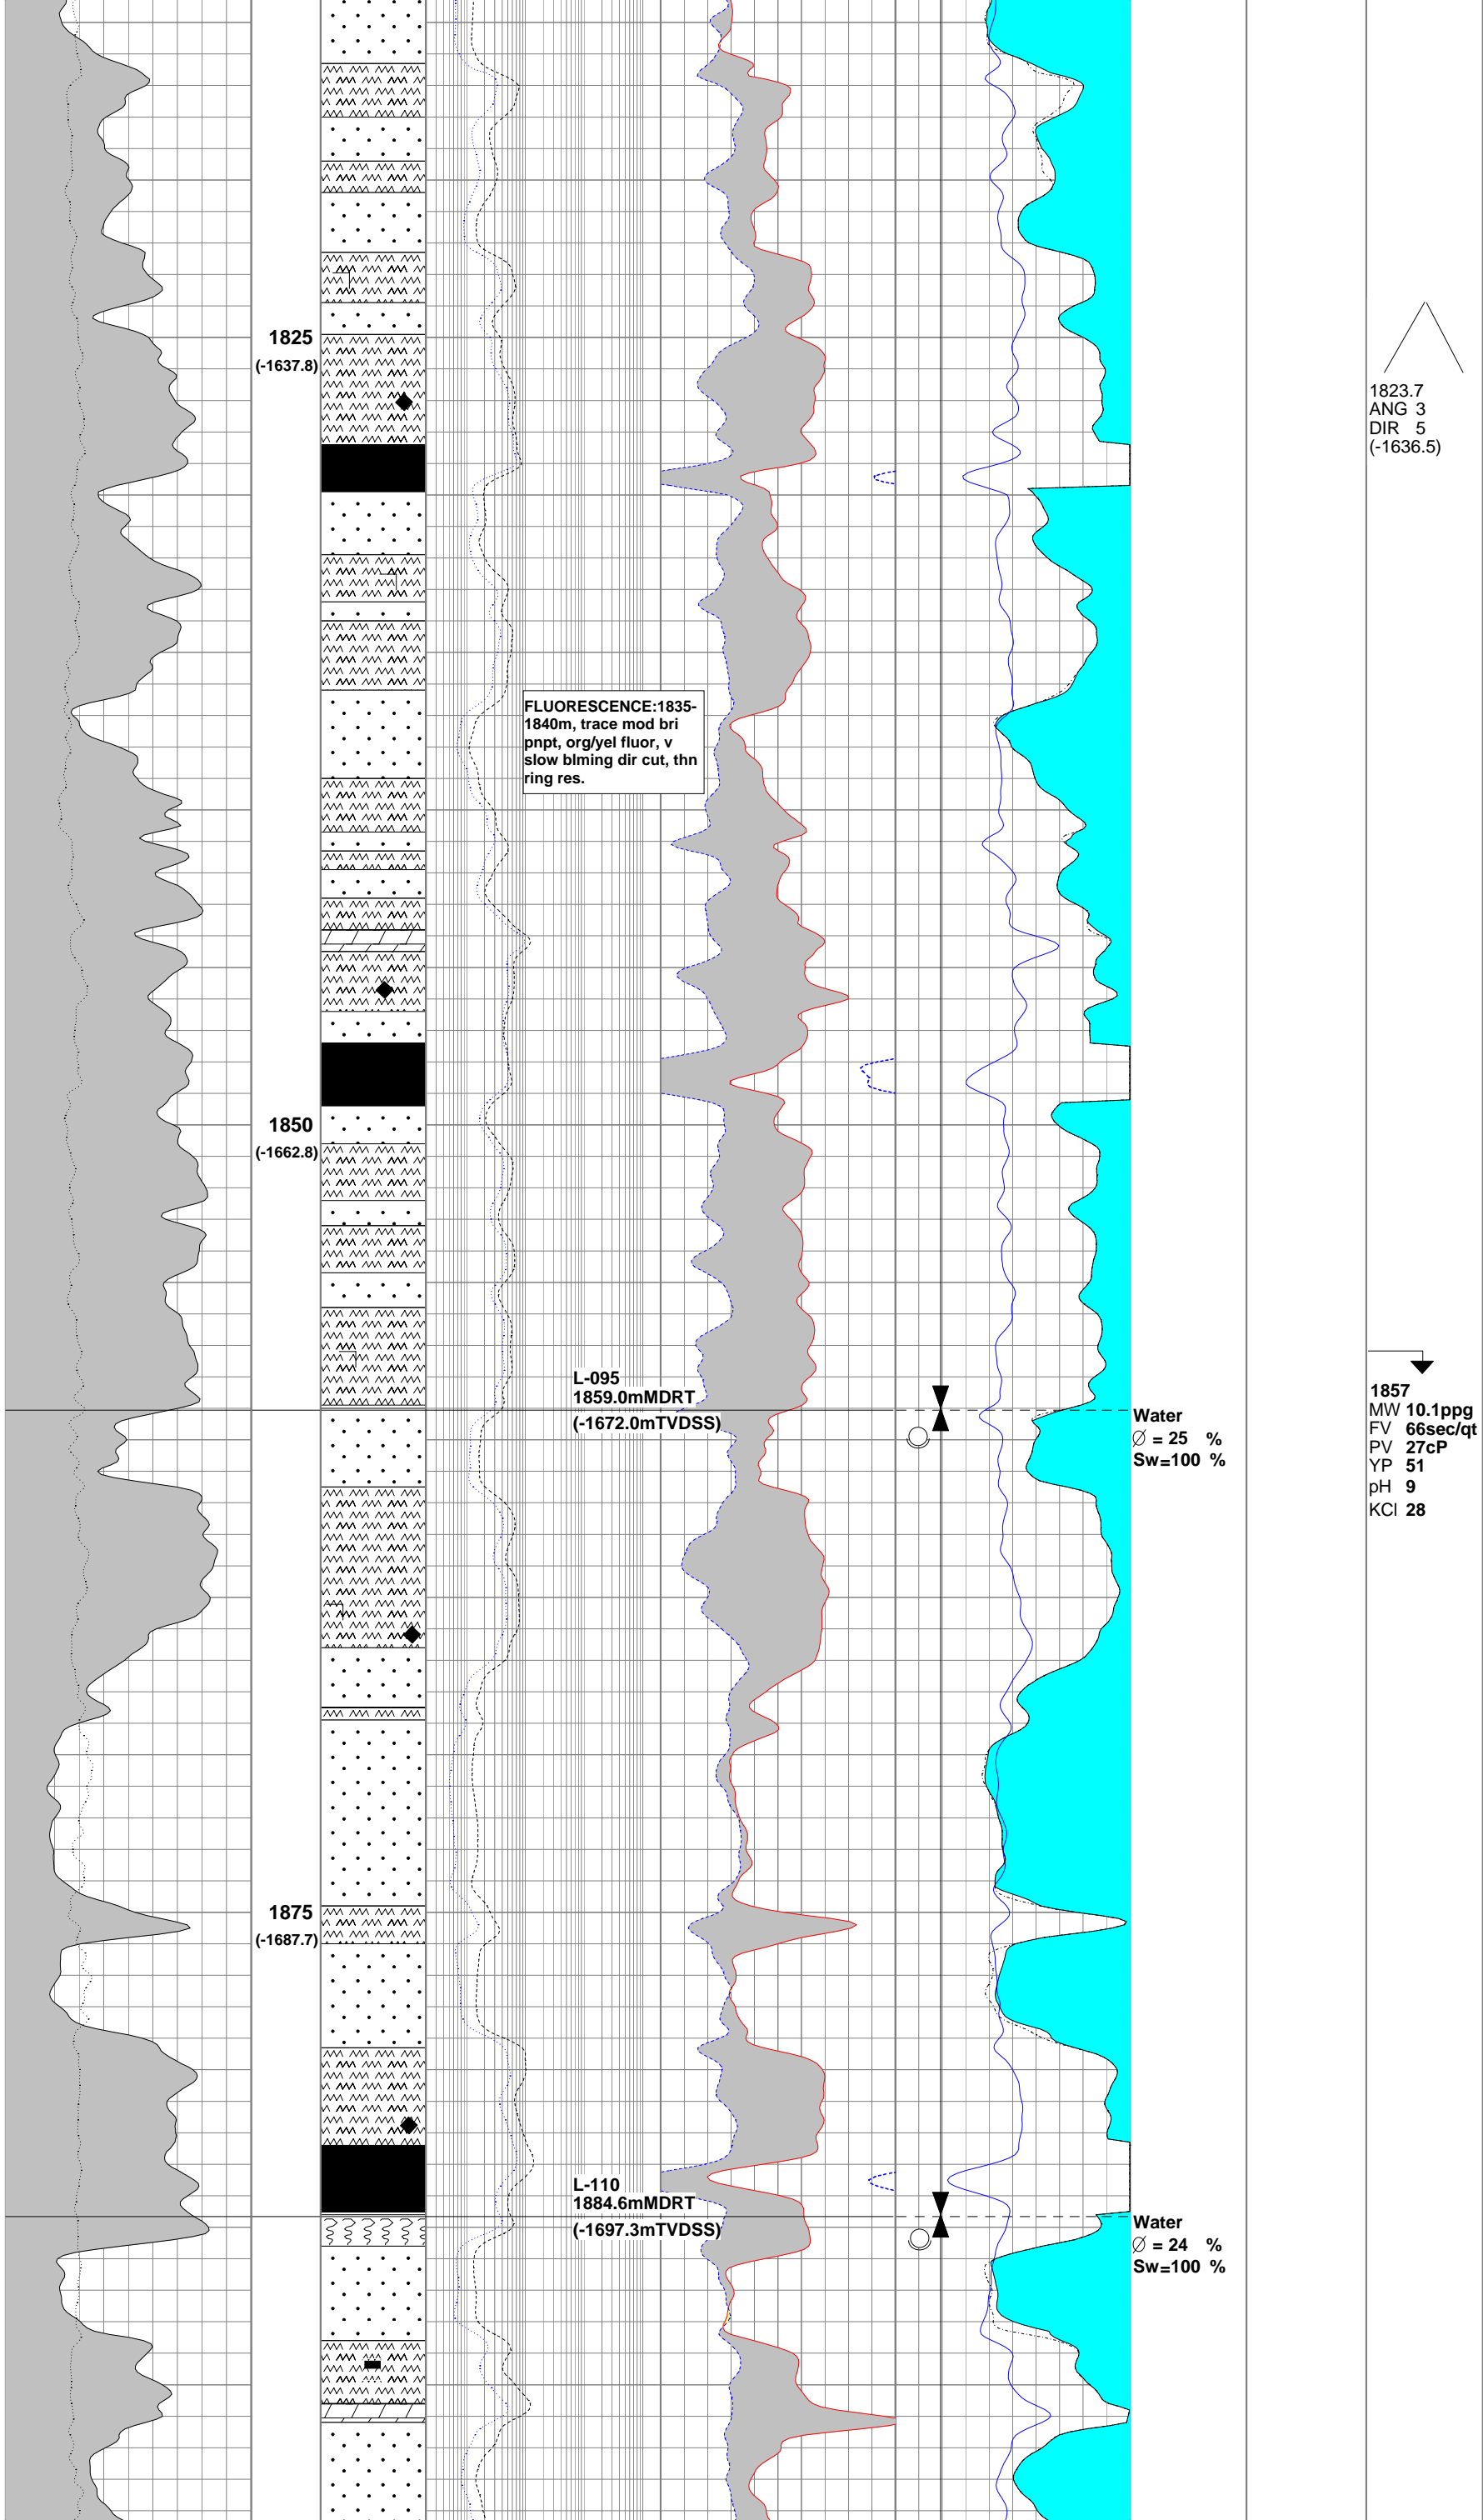 1825
(-1637.8)
1823.7
ANG 3
DIR 5
(-1636.5)
FLUORESCENCE:1835-
1840m, trace mod bri
pnpt, org/yel fluor, v
slow blming dir cut, thn
ring res.
1850
(-1662.8)
L-095
1859.0mMDRT
(-1672.0mTVDSS)
Water
Ø = 25 %
Sw=100 %
1857
MW 10.1ppg
FV 66sec/qt
PV 27cP
YP 51
pH 9
KCl 28
1875
(-1687.7)
L-110
1884.6mMDRT
(-1697.3mTVDSS)
Water
Ø = 24 %
Sw=100 %